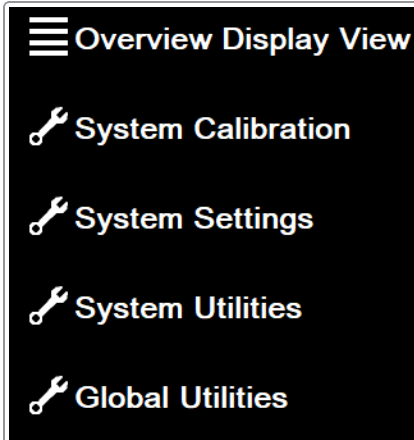 Overview Display View
System Calibration
System Settings
System Utilities
Global Utilities